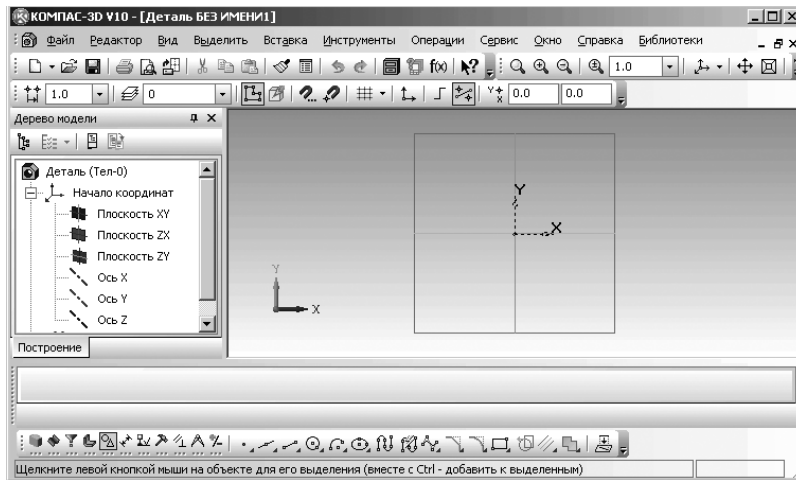 КОМПАС-3D V10 - [Деталь БЕЗ ИМЕНИ1]
Файл Редактор Вид Выделить Вставка Инструменты Операции Сервис Окно Справка Библиотеки
f(x) 1.0
1.0 0 0.0 0.0
Дерево модели
Деталь (Тел-0)
Начало координат
Плоскость XY
Плоскость ZX
Плоскость ZY
Ось X
Ось Y
Ось Z
Построение
Y
X
Y
X
Щелкните левой кнопкой мыши на объекте для его выделения (вместе с Ctrl - добавить к выделенным)